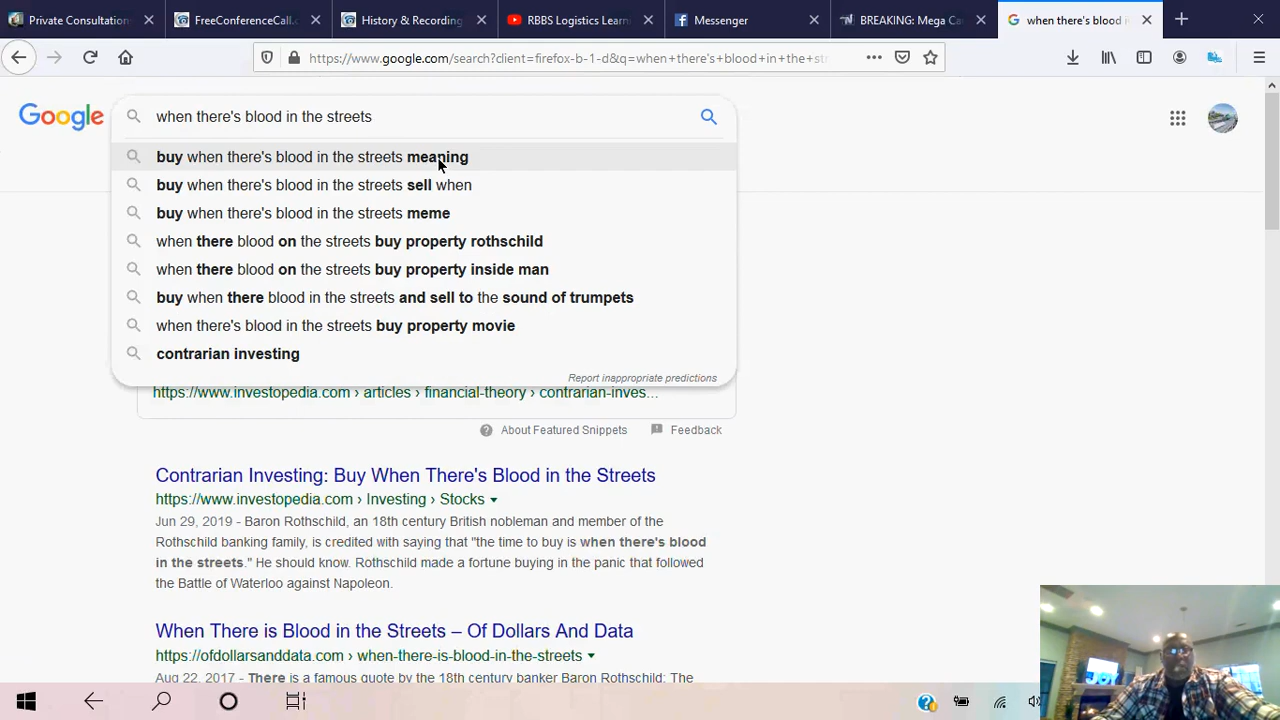 Private Consultation
FreeConferenceCall.c
History & Recording
RBBS Logistics Learn
Messenger
BREAKING: Mega Ca
when there's blood i
https://www.google.com/search?client=firefox-b-1-d&q=when+there's+blood+in+the+st
Google
when there's blood in the streets
buy when there's blood in the streets meaning
buy when there's blood in the streets sell when
buy when there's blood in the streets meme
when there blood on the streets buy property rothschild
when there blood on the streets buy property inside man
buy when there blood in the streets and sell to the sound of trumpets
when there's blood in the streets buy property movie
contrarian investing
Report inappropriate predictions
https://www.investopedia.com › articles › financial-theory › contrarian-inves...
About Featured Snippets
Feedback
Contrarian Investing: Buy When There's Blood in the Streets
https://www.investopedia.com › Investing › Stocks
Jun 29, 2019 - Baron Rothschild, an 18th century British nobleman and member of the
Rothschild banking family, is credited with saying that "the time to buy is when there's blood
in the streets." He should know. Rothschild made a fortune buying in the panic that followed
the Battle of Waterloo against Napoleon.
When There is Blood in the Streets – Of Dollars And Data
https://ofdollarsanddata.com › when-there-is-blood-in-the-streets
Aug 22, 2017 - There is a famous quote by the 18th century banker Baron Rothschild: The